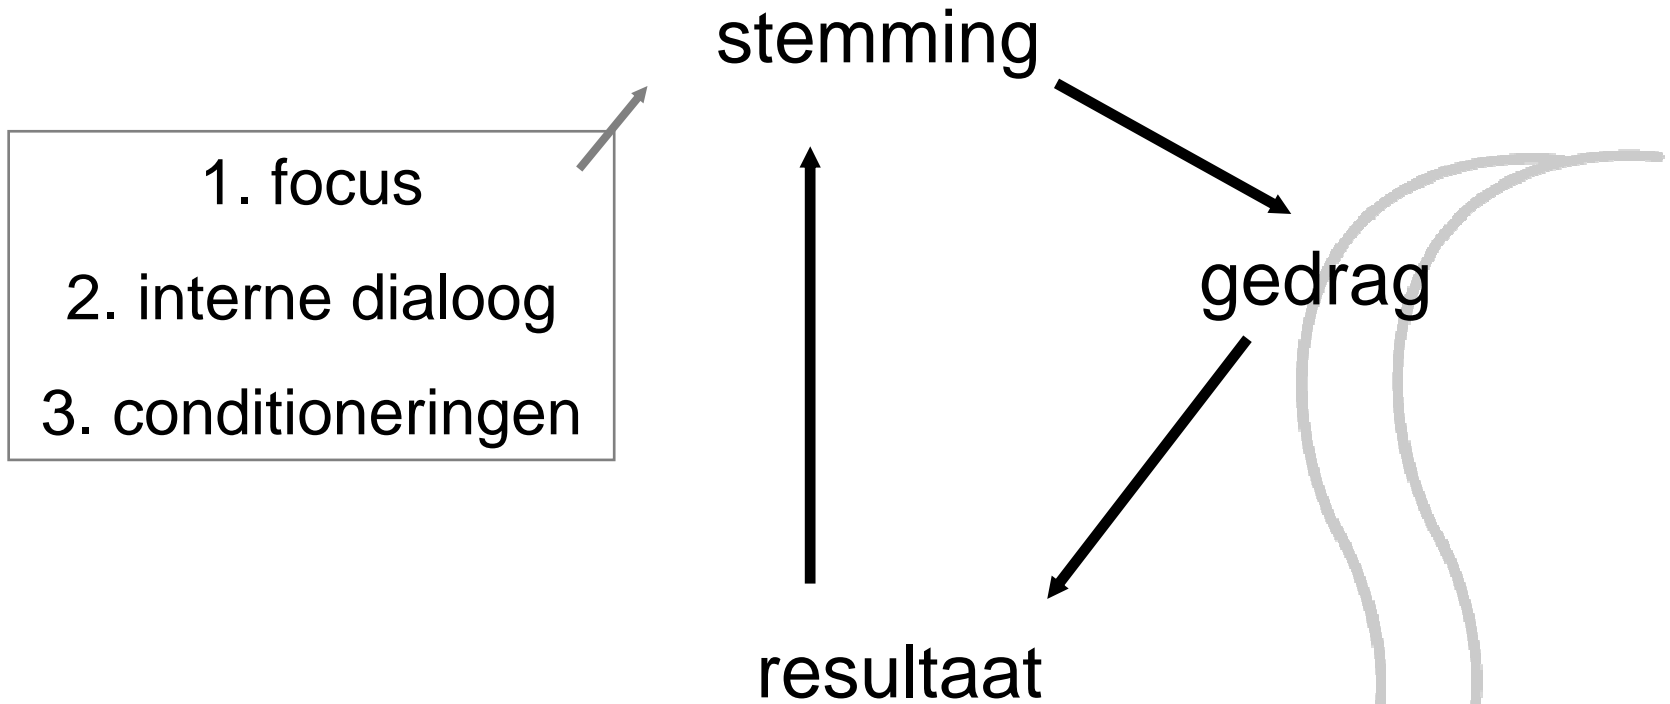 stemming
1. focus
2. interne dialoog
3. conditioneringen
gedrag
resultaat